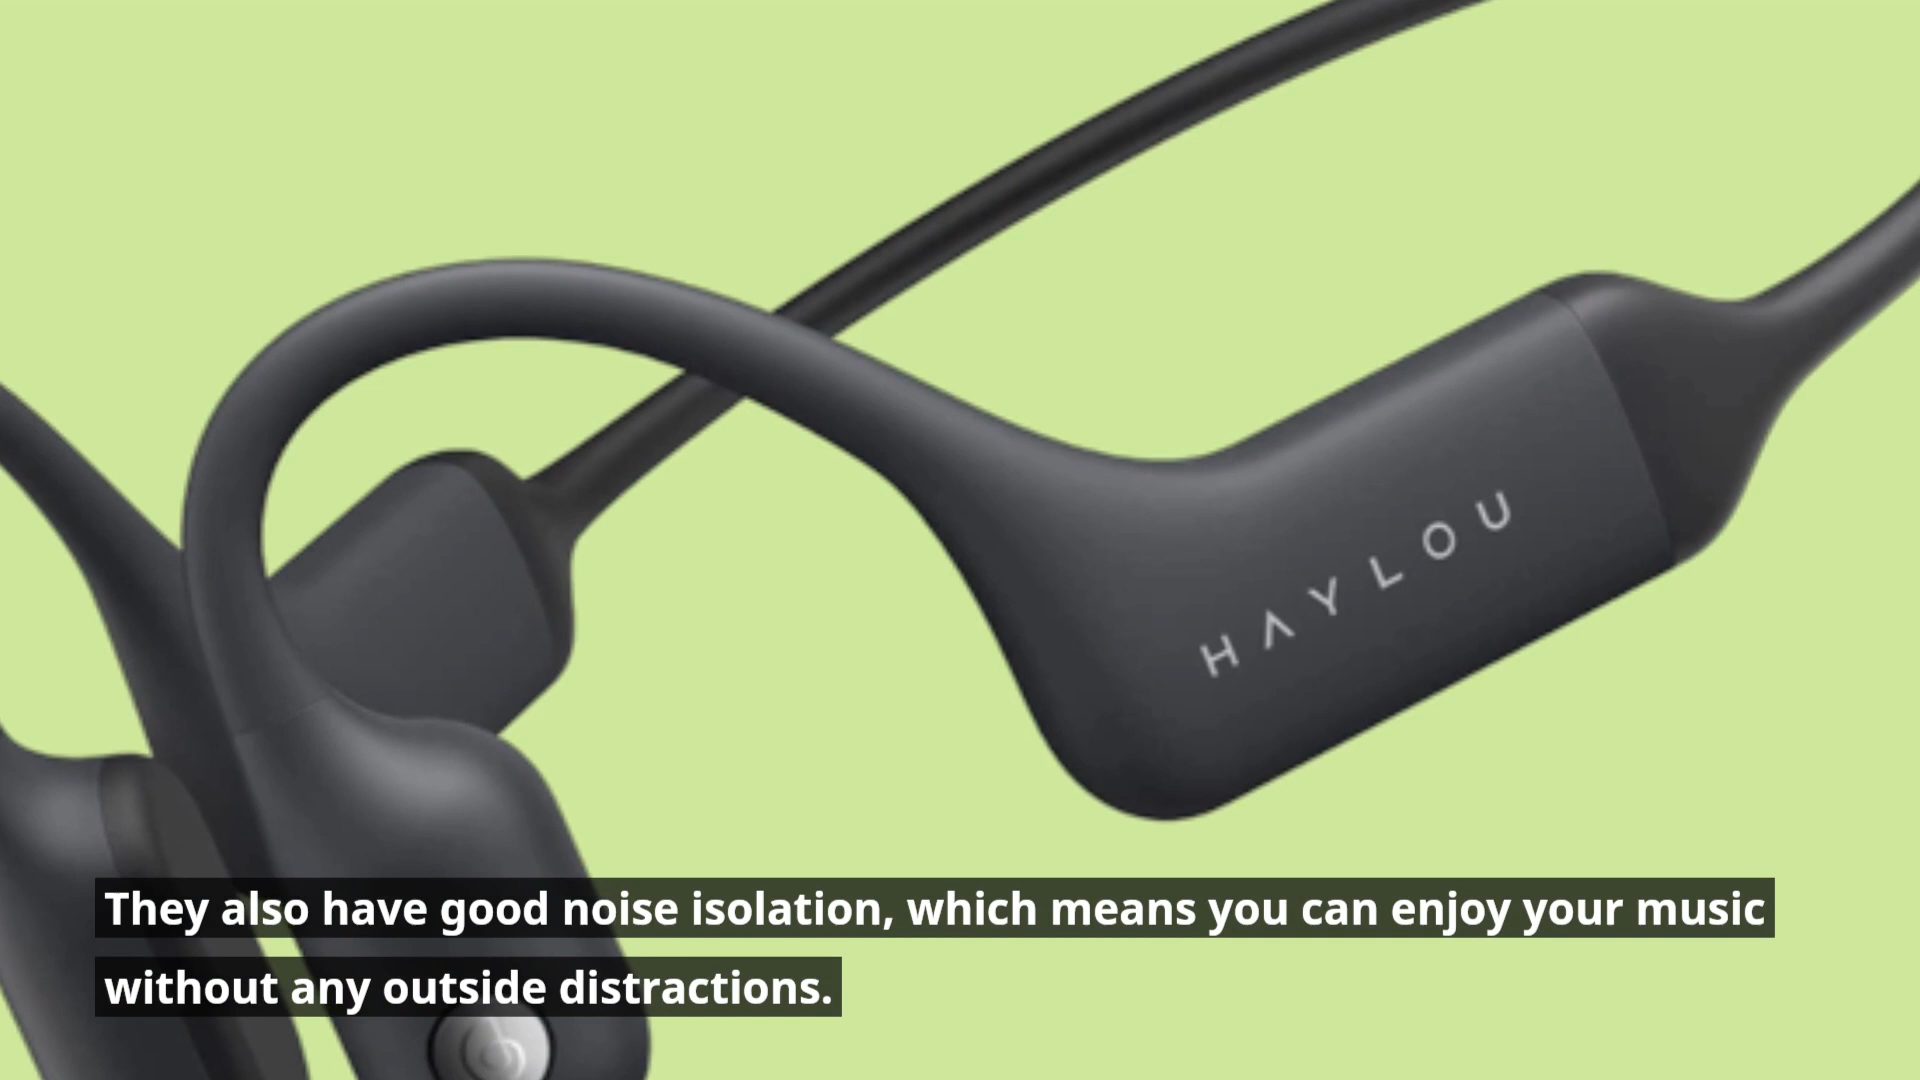 HAYLOU
They also have good noise isolation, which means you can enjoy your music
without any outside distractions.